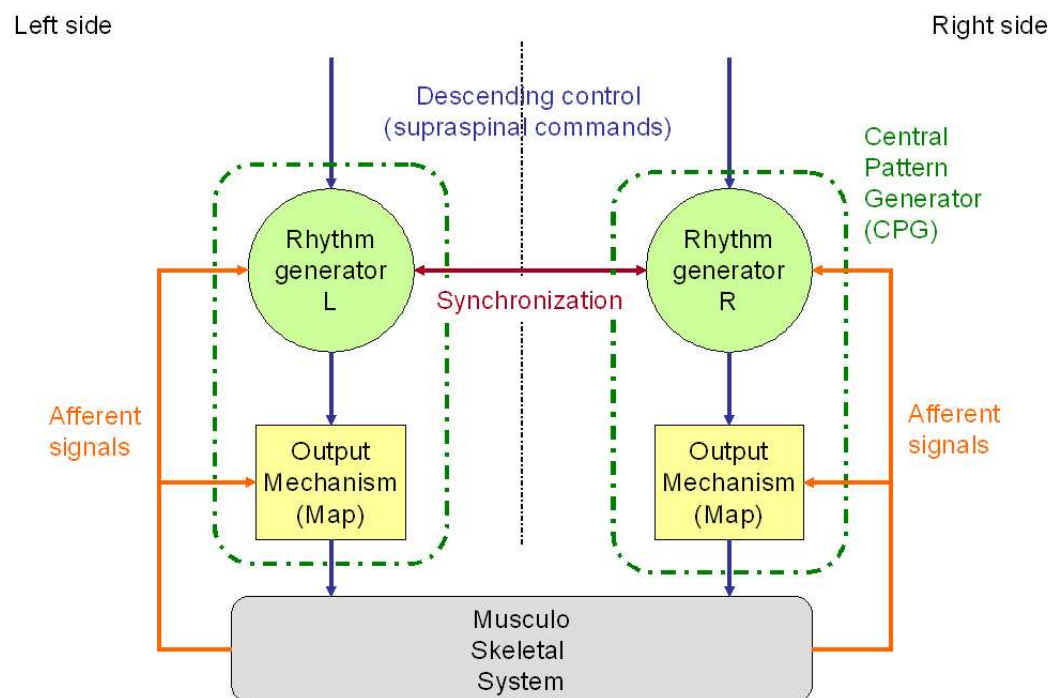 Left side
Right side
Descending control
(supraspinal commands)
Central
Pattern
Generator
(CPG)
Rhythm
generator
L
Synchronization
Rhythm
generator
R
Afferent
signals
Output
Mechanism
(Map)
Output
Mechanism
(Map)
Afferent
signals
Musculo
Skeletal
System